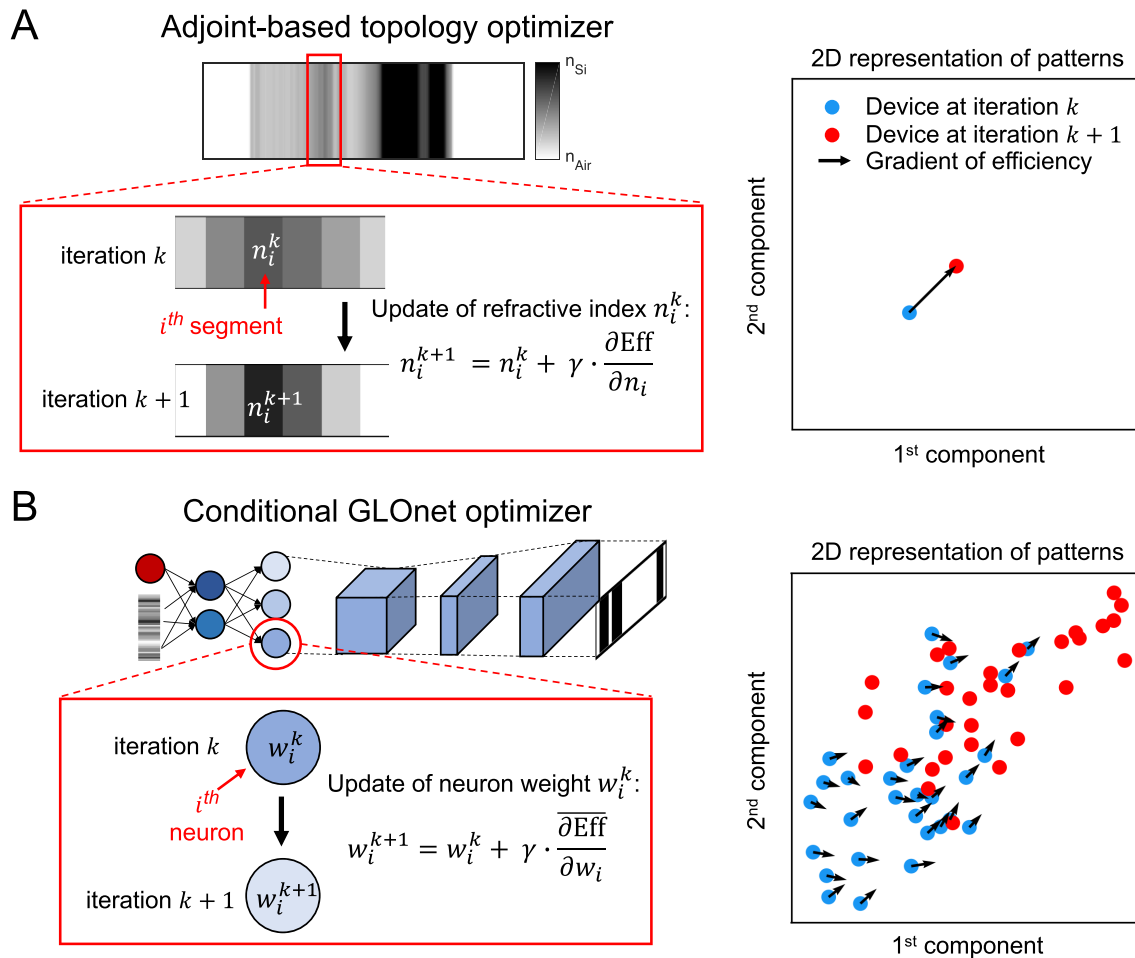 A
Adjoint-based topology optimizer
n_Si
n_Air
iteration k
n_i^k
i^th segment
Update of refractive index n_i^k:
n_i^{k+1} = n_i^k + γ · ∂Eff/∂n_i
iteration k + 1
n_i^{k+1}
2D representation of patterns
Device at iteration k
Device at iteration k + 1
Gradient of efficiency
2nd component
1st component
B
Conditional GLOnet optimizer
iteration k
w_i^k
i^th
neuron
Update of neuron weight w_i^k:
w_i^{k+1} = w_i^k + γ · \overline{∂Eff}/∂w_i
iteration k + 1
w_i^{k+1}
2D representation of patterns
2nd component
1st component